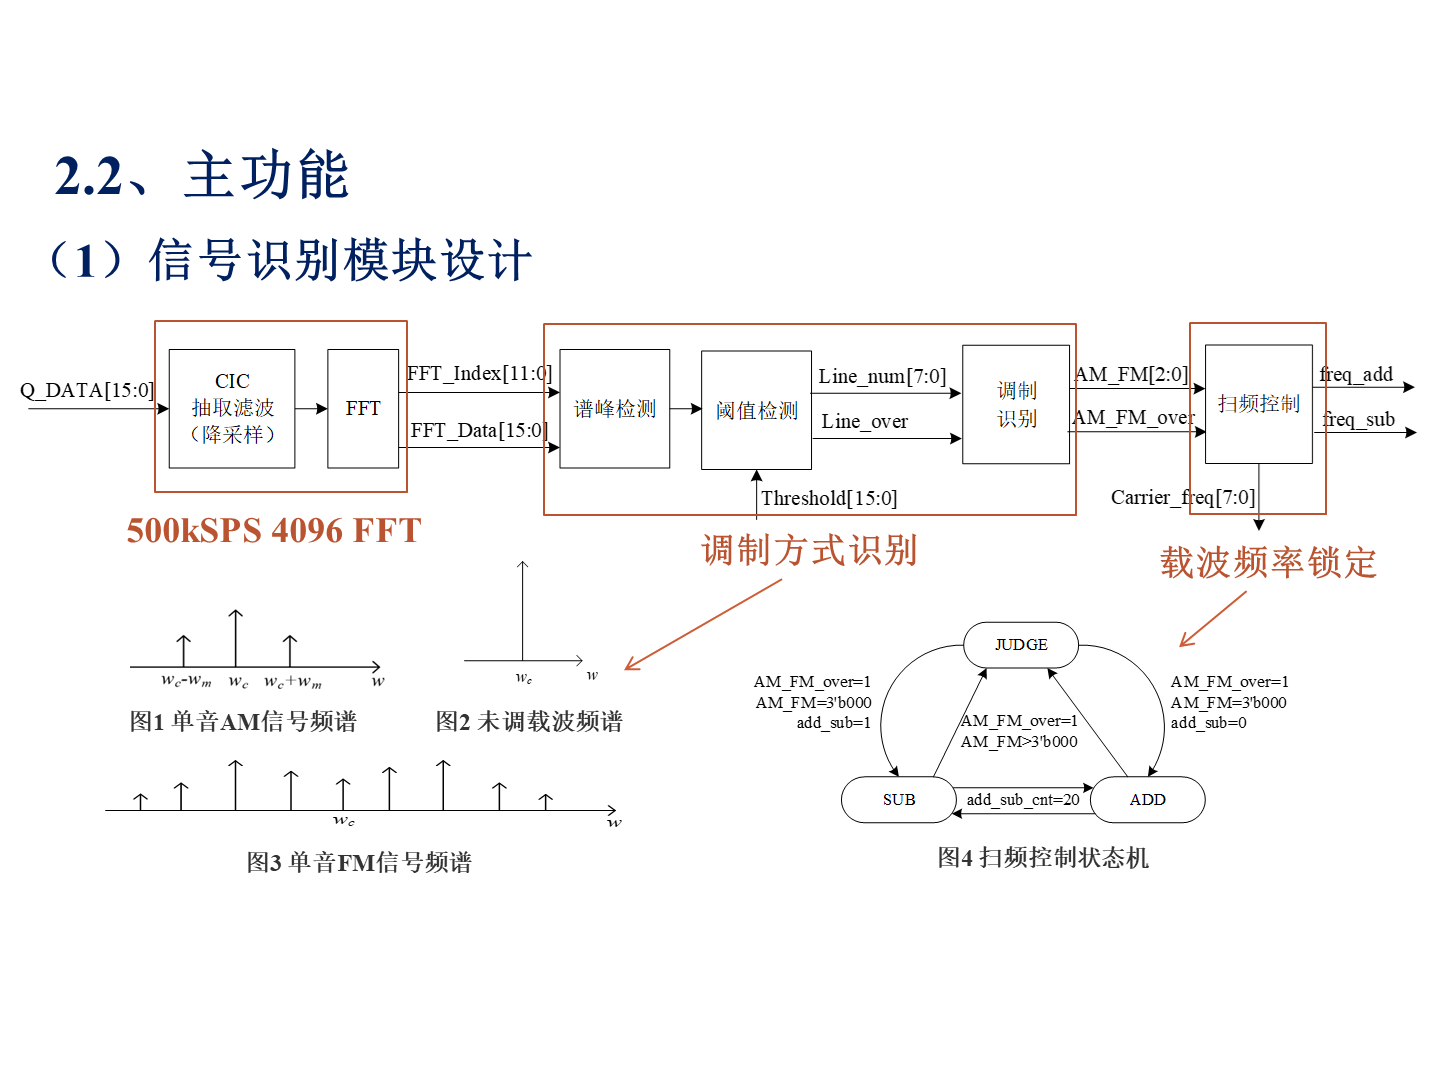 2.2、主功能
（1）信号识别模块设计
Q_DATA[15:0]
CIC
抽取滤波
（降采样）
FFT
FFT_Index[11:0]
FFT_Data[15:0]
谱峰检测
阈值检测
Threshold[15:0]
Line_num[7:0]
Line_over
调制
识别
AM_FM[2:0]
AM_FM_over
扫频控制
freq_add
freq_sub
Carrier_freq[7:0]
500kSPS 4096 FFT
调制方式识别
载波频率锁定
w_c-w_m
w_c
w_c+w_m
w
图1 单音AM信号频谱
w_c
w
图2 未调载波频谱
w_c
w
图3 单音FM信号频谱
JUDGE
AM_FM_over=1
AM_FM=3'b000
add_sub=1
AM_FM_over=1
AM_FM>3'b000
AM_FM_over=1
AM_FM=3'b000
add_sub=0
SUB
add_sub_cnt=20
ADD
图4 扫频控制状态机